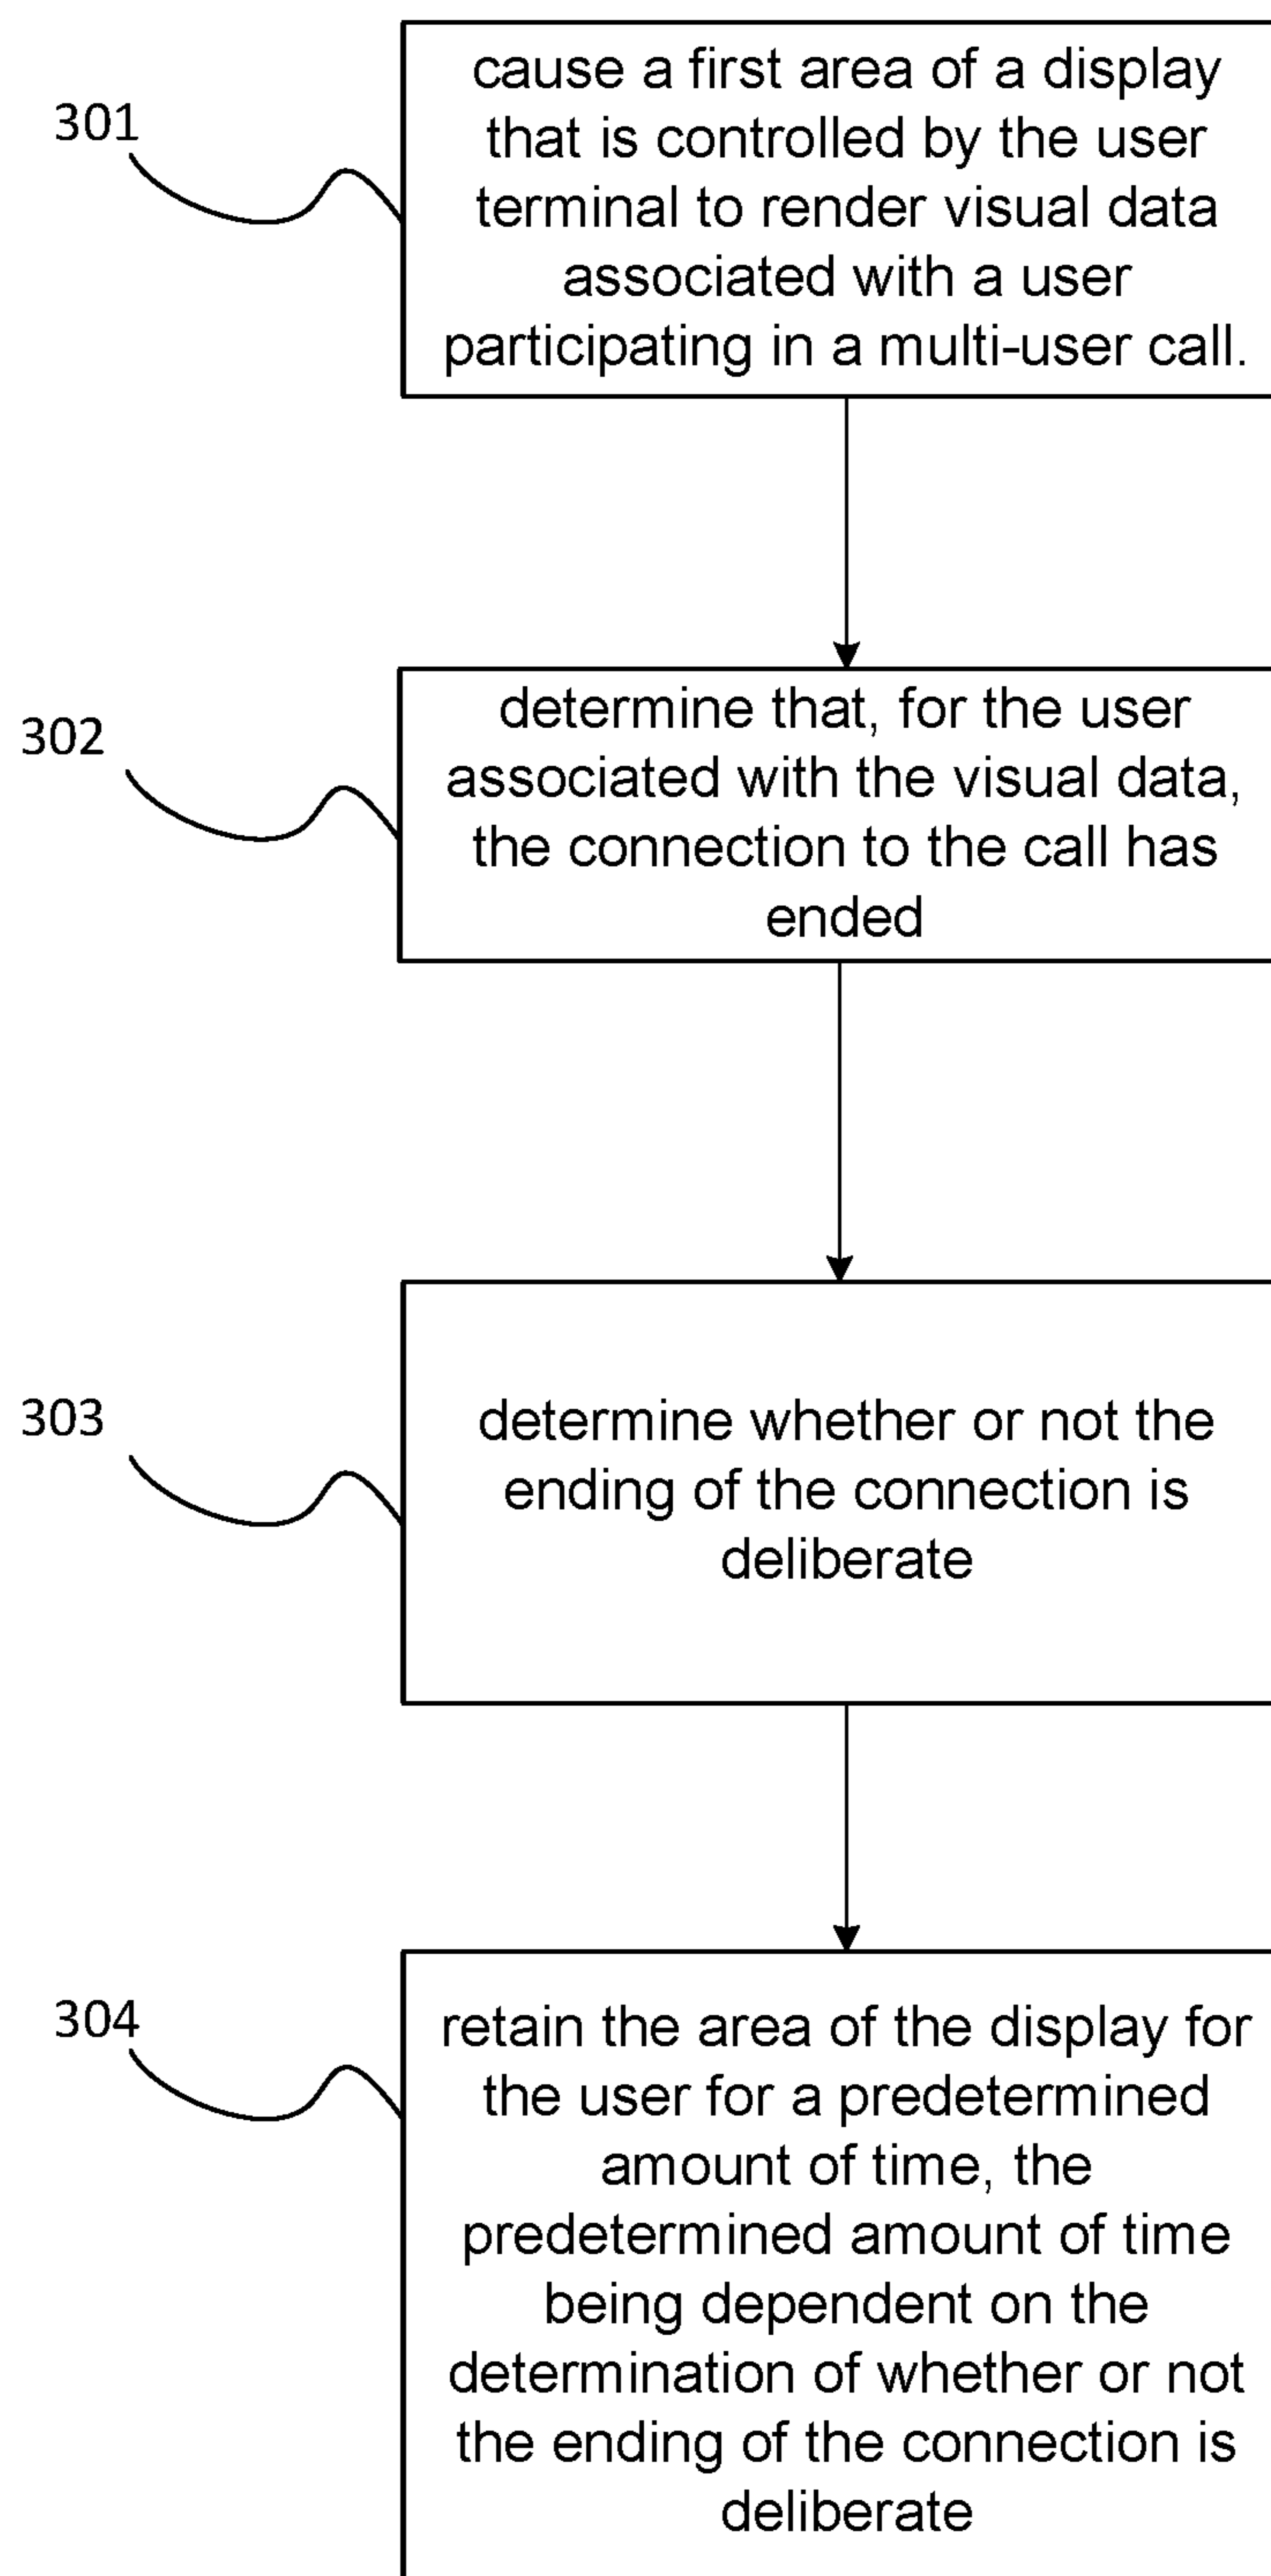 301
cause a first area of a display
that is controlled by the user
terminal to render visual data
associated with a user
participating in a multi-user call.
302
determine that, for the user
associated with the visual data,
the connection to the call has
ended
303
determine whether or not the
ending of the connection is
deliberate
304
retain the area of the display for
the user for a predetermined
amount of time, the
predetermined amount of time
being dependent on the
determination of whether or not
the ending of the connection is
deliberate